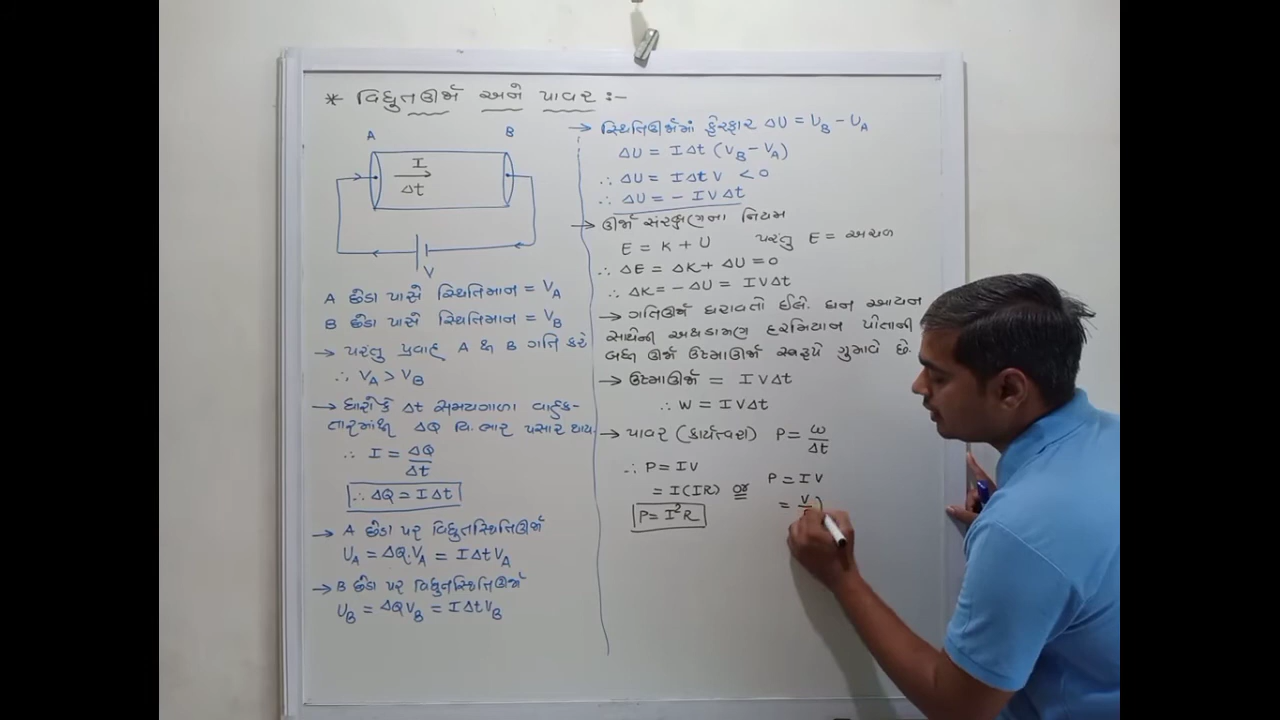 * વિદ્યુતઊર્જા અને પાવર :-
A
B
I
Δt
V
A છેડા પાસે સ્થિતિમાન = V_A
B છેડા પાસે સ્થિતિમાન = V_B
→ પરંતુ પ્રવાહ A થી B ગતિ કરે
∴ V_A > V_B
→ ધારો કે Δt સમયગાળા વાહક-
તારમાંથી ΔQ વિ. ભાર પસાર થાય.
∴ I = ΔQ/Δt
∴ ΔQ = IΔt
→ A છેડા પર વિદ્યુતસ્થિતિઊર્જા
U_A = ΔQ.V_A = IΔtV_A
→ B છેડા પર વિદ્યુતસ્થિતિઊર્જા
U_B = ΔQV_B = IΔtV_B
→ સ્થિતિઊર્જામાં ફેરફાર ΔU = U_B - U_A
ΔU = IΔt (V_B - V_A)
∴ ΔU = IΔtV < 0
∴ ΔU = - IVΔt
→ ઊર્જા સંરક્ષણના નિયમ
E = K + U પરંતુ E = અચળ
∴ ΔE = ΔK + ΔU = 0
∴ ΔK = - ΔU = IVΔt
→ ગતિઊર્જા ધરાવતો ઈલે. ઘન આયન
સાથેની અથડામણ દરમિયાન પોતાની
બધી ઊર્જા ઉષ્માઊર્જા સ્વરૂપે ગુમાવે છે.
→ ઉષ્માઊર્જા = IVΔt
∴ W = IVΔt
→ પાવર (કાર્યત્વરા) P = W/Δt
∴ P = IV
= I(IR) or
P = I²R
P = IV
= V